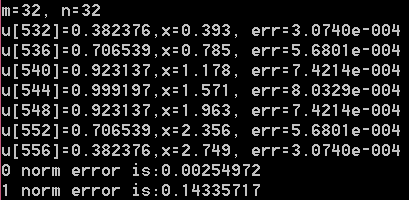 m=32, n=32
u[532]=0.382376,x=0.393, err=3.0740e-004
u[536]=0.706539,x=0.785, err=5.6801e-004
u[540]=0.923137,x=1.178, err=7.4214e-004
u[544]=0.999197,x=1.571, err=8.0329e-004
u[548]=0.923137,x=1.963, err=7.4214e-004
u[552]=0.706539,x=2.356, err=5.6801e-004
u[556]=0.382376,x=2.749, err=3.0740e-004
0 norm error is:0.00254972
1 norm error is:0.14335717